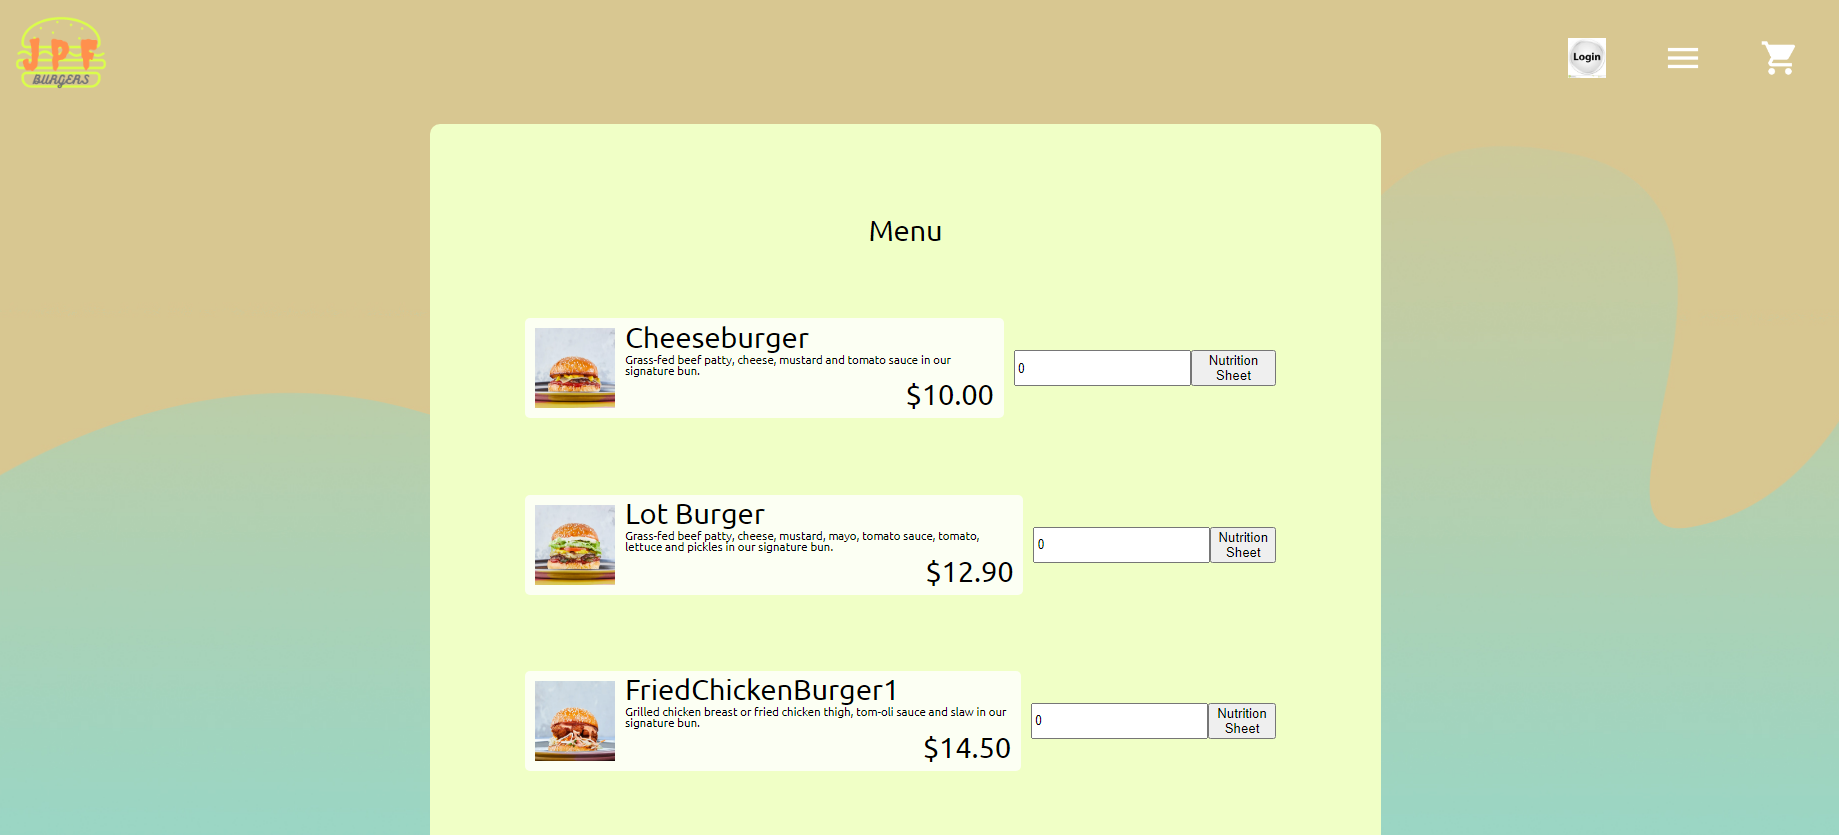 JPF
BURGERS
Login
Menu
Cheeseburger
Grass-fed beef patty, cheese, mustard and tomato sauce in our
signature bun.
$10.00
0
Nutrition
Sheet
Lot Burger
Grass-fed beef patty, cheese, mustard, mayo, tomato sauce, tomato,
lettuce and pickles in our signature bun.
$12.90
0
Nutrition
Sheet
FriedChickenBurger1
Grilled chicken breast or fried chicken thigh, tom-oli sauce and slaw in our
signature bun.
$14.50
0
Nutrition
Sheet